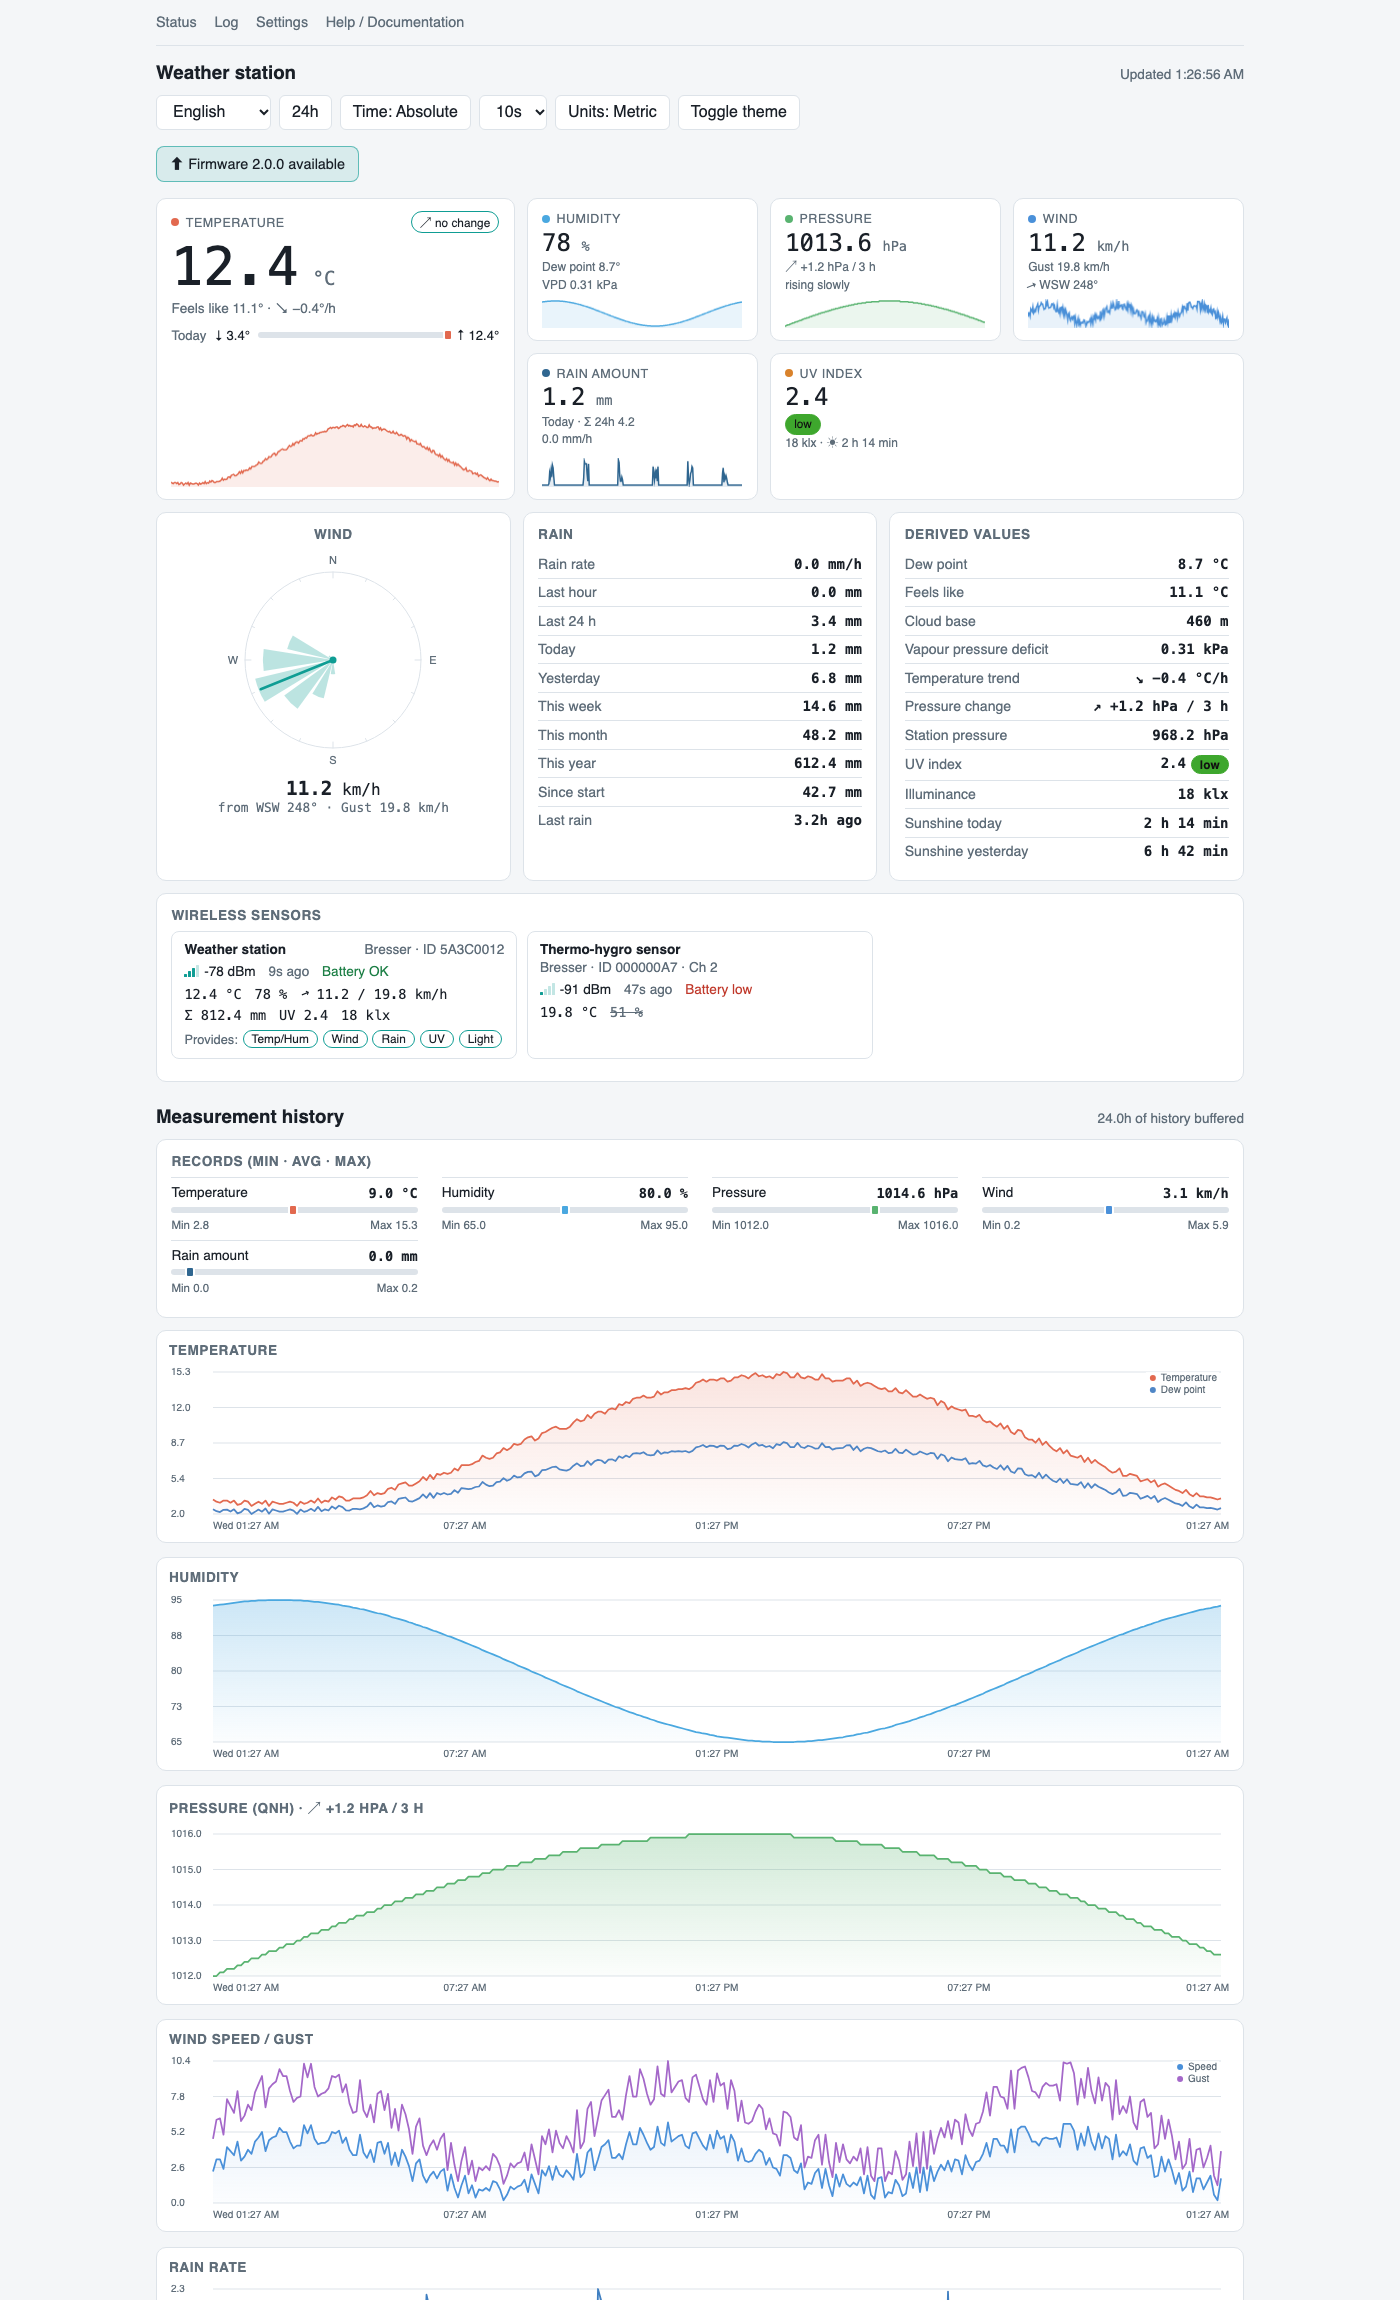 Status Log Settings Help / Documentation
Weather station
Updated 1:26:56 AM
English 24h Time: Absolute 10s Units: Metric Toggle theme
⬆ Firmware 2.0.0 available
TEMPERATURE
↗ no change
12.4 °C
Feels like 11.1° · ↘ −0.4°/h
Today ↓ 3.4° ↑ 12.4°
HUMIDITY
78 %
Dew point 8.7°
VPD 0.31 kPa
PRESSURE
1013.6 hPa
↗ +1.2 hPa / 3 h
rising slowly
WIND
11.2 km/h
Gust 19.8 km/h
→ WSW 248°
RAIN AMOUNT
1.2 mm
Today · Σ 24h 4.2
0.0 mm/h
UV INDEX
2.4
low
18 klx · ☀ 2 h 14 min
WIND
N
W
E
S
11.2 km/h
from WSW 248° · Gust 19.8 km/h
RAIN
Rain rate 0.0 mm/h
Last hour 0.0 mm
Last 24 h 3.4 mm
Today 1.2 mm
Yesterday 6.8 mm
This week 14.6 mm
This month 48.2 mm
This year 612.4 mm
Since start 42.7 mm
Last rain 3.2h ago
DERIVED VALUES
Dew point 8.7 °C
Feels like 11.1 °C
Cloud base 460 m
Vapour pressure deficit 0.31 kPa
Temperature trend ↘ −0.4 °C/h
Pressure change ↗ +1.2 hPa / 3 h
Station pressure 968.2 hPa
UV index 2.4 low
Illuminance 18 klx
Sunshine today 2 h 14 min
Sunshine yesterday 6 h 42 min
WIRELESS SENSORS
Weather station Bresser · ID 5A3C0012
-78 dBm 9s ago Battery OK
12.4 °C 78 % → 11.2 / 19.8 km/h
Σ 812.4 mm UV 2.4 18 klx
Provides: Temp/Hum Wind Rain UV Light
Thermo-hygro sensor
Bresser · ID 000000A7 · Ch 2
-91 dBm 47s ago Battery low
19.8 °C 51 %
Measurement history
24.0h of history buffered
RECORDS (MIN · AVG · MAX)
Temperature 9.0 °C
Min 2.8 Max 15.3
Humidity 80.0 %
Min 65.0 Max 95.0
Pressure 1014.6 hPa
Min 1012.0 Max 1016.0
Wind 3.1 km/h
Min 0.2 Max 5.9
Rain amount 0.0 mm
Min 0.0 Max 0.2
TEMPERATURE
15.3
Temperature
Dew point
12.0
8.7
5.4
2.0
Wed 01:27 AM 07:27 AM 01:27 PM 07:27 PM 01:27 AM
HUMIDITY
95
88
80
73
65
Wed 01:27 AM 07:27 AM 01:27 PM 07:27 PM 01:27 AM
PRESSURE (QNH) · ↗ +1.2 HPA / 3 H
1016.0
1015.0
1014.0
1013.0
1012.0
Wed 01:27 AM 07:27 AM 01:27 PM 07:27 PM 01:27 AM
WIND SPEED / GUST
10.4
Speed
Gust
7.8
5.2
2.6
0.0
Wed 01:27 AM 07:27 AM 01:27 PM 07:27 PM 01:27 AM
RAIN RATE
2.3